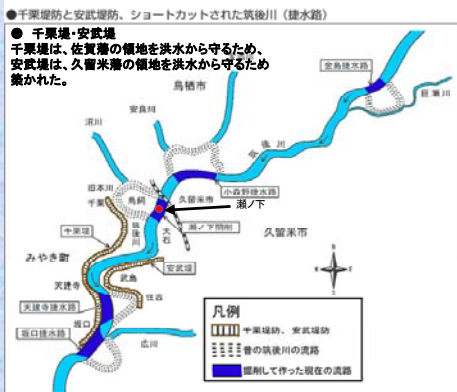 ●千栗堤防と安武堤防、ショートカットされた筑後川（捷水路）
● 千栗堤・安武堤
千栗堤は、佐賀藩の領地を洪水から守るため、
安武堤は、久留米藩の領地を洪水から守るため
築かれた。
鳥栖市
金島捷水路
巨瀬川
安良川
沼川
筑後川
旧本川
千栗
鳥飼
久留米市
小森野捷水路
瀬ノ下
千栗堤
筑後川
大石
瀬ノ下開削
久留米市
みやき町
安武堤
武島
天建寺
住吉
天建寺捷水路
坂口
坂口捷水路
広川
凡例
千栗堤防、安武堤防
昔の筑後川の流路
掘削して作った現在の流路